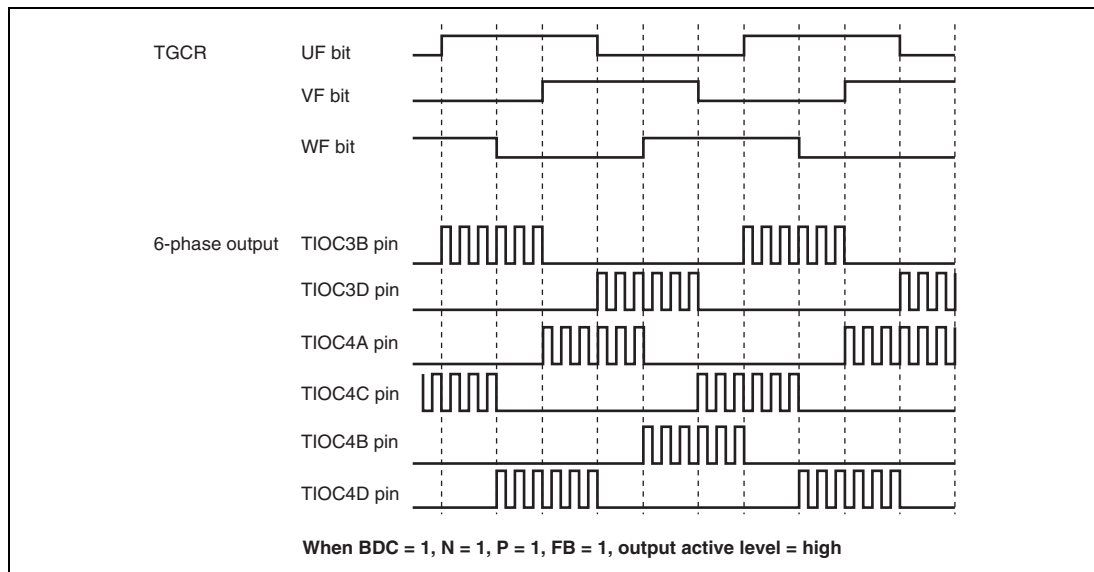 TGCR UF bit
VF bit
WF bit
6-phase output TIOC3B pin
TIOC3D pin
TIOC4A pin
TIOC4C pin
TIOC4B pin
TIOC4D pin
When BDC = 1, N = 1, P = 1, FB = 1, output active level = high